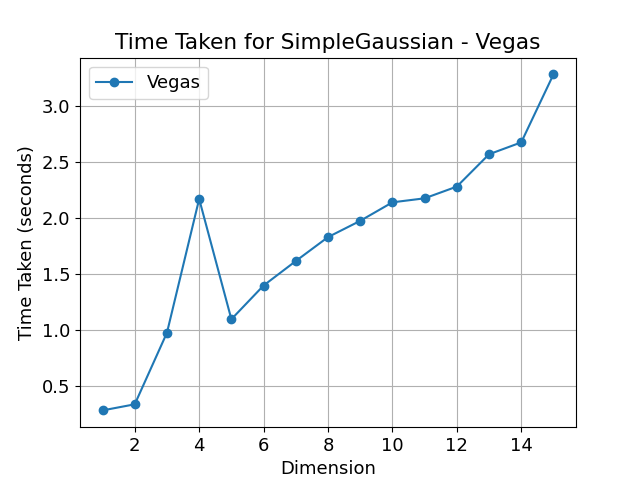 Time Taken for SimpleGaussian - Vegas
Vegas
Time Taken (seconds)
3.0
2.5
2.0
1.5
1.0
0.5
2 4 6 8 10 12 14
Dimension